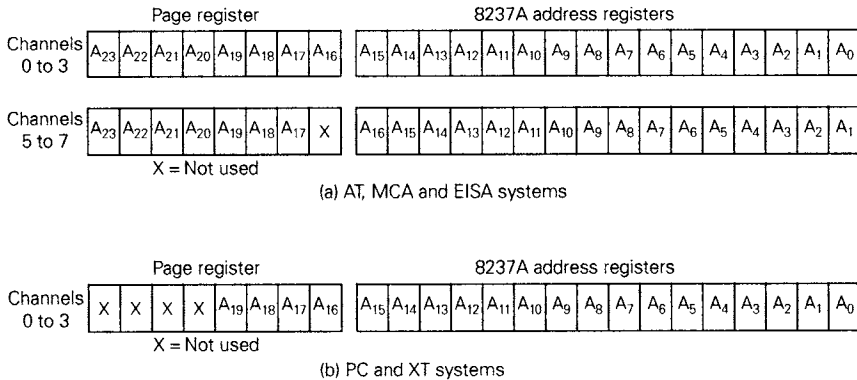 Page register 8237A address registers
Channels 0 to 3 A₂₃ A₂₂ A₂₁ A₂₀ A₁₉ A₁₈ A₁₇ A₁₆ A₁₅ A₁₄ A₁₃ A₁₂ A₁₁ A₁₀ A₉ A₈ A₇ A₆ A₅ A₄ A₃ A₂ A₁ A₀
Channels 5 to 7 A₂₃ A₂₂ A₂₁ A₂₀ A₁₉ A₁₈ A₁₇ X A₁₆ A₁₅ A₁₄ A₁₃ A₁₂ A₁₁ A₁₀ A₉ A₈ A₇ A₆ A₅ A₄ A₃ A₂ A₁
X = Not used
(a) AT, MCA and EISA systems
Page register 8237A address registers
Channels 0 to 3 X X X X A₁₉ A₁₈ A₁₇ A₁₆ A₁₅ A₁₄ A₁₃ A₁₂ A₁₁ A₁₀ A₉ A₈ A₇ A₆ A₅ A₄ A₃ A₂ A₁ A₀
X = Not used
(b) PC and XT systems